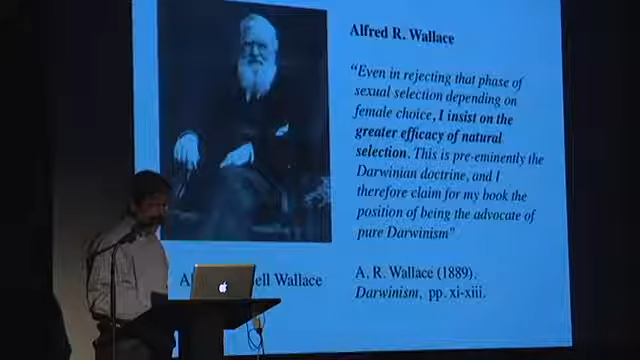 Alfred R. Wallace
“Even in rejecting that phase of
sexual selection depending on
female choice, I insist on the
greater efficacy of natural
selection. This is pre-eminently the
Darwinian doctrine, and I
therefore claim for my book the
position of being the advocate of
pure Darwinism”
A. R. Wallace (1889).
Darwinism, pp. xi-xiii.
Wallace